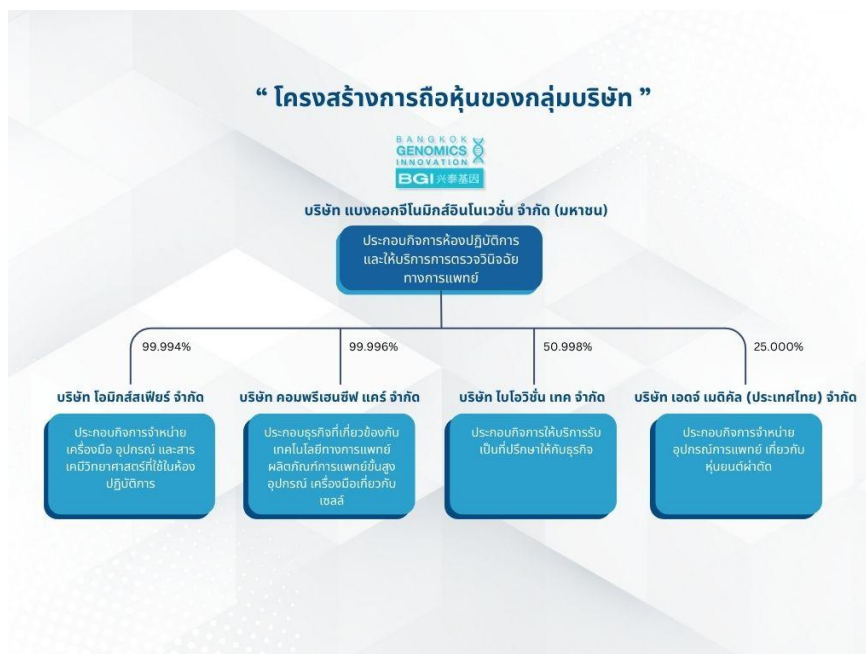 “ โครงสร้างการถือหุ้นของกลุ่มบริษัท ”
BANGKOK
GENOMICS
INNOVATION
BGI 兴泰基因
บริษัท แบงคอกจีโนมิกส์อินโนเวชั่น จำกัด (มหาชน)
ประกอบกิจการห้องปฏิบัติการ
และให้บริการการตรวจวินิจฉัย
ทางการแพทย์
99.994%
99.996%
50.998%
25.000%
บริษัท โอมิกส์สเฟียร์ จำกัด
ประกอบกิจการจำหน่าย
เครื่องมือ อุปกรณ์ และสาร
เคมีวิทยาศาสตร์ที่ใช้ในห้อง
ปฏิบัติการ
บริษัท คอมพรีเฮนซีฟ แคร์ จำกัด
ประกอบธุรกิจที่เกี่ยวข้องกับ
เทคโนโลยีทางการแพทย์
ผลิตภัณฑ์การแพทย์ขั้นสูง
อุปกรณ์ เครื่องมือเกี่ยวกับ
เซลล์
บริษัท ไบโอวิชั่น เทค จำกัด
ประกอบกิจการให้บริการรับ
เป็นที่ปรึกษาให้กับธุรกิจ
บริษัท เอดจ์ เมดิคัล (ประเทศไทย) จำกัด
ประกอบกิจการจำหน่าย
อุปกรณ์การแพทย์ เกี่ยวกับ
หุ่นยนต์ผ่าตัด